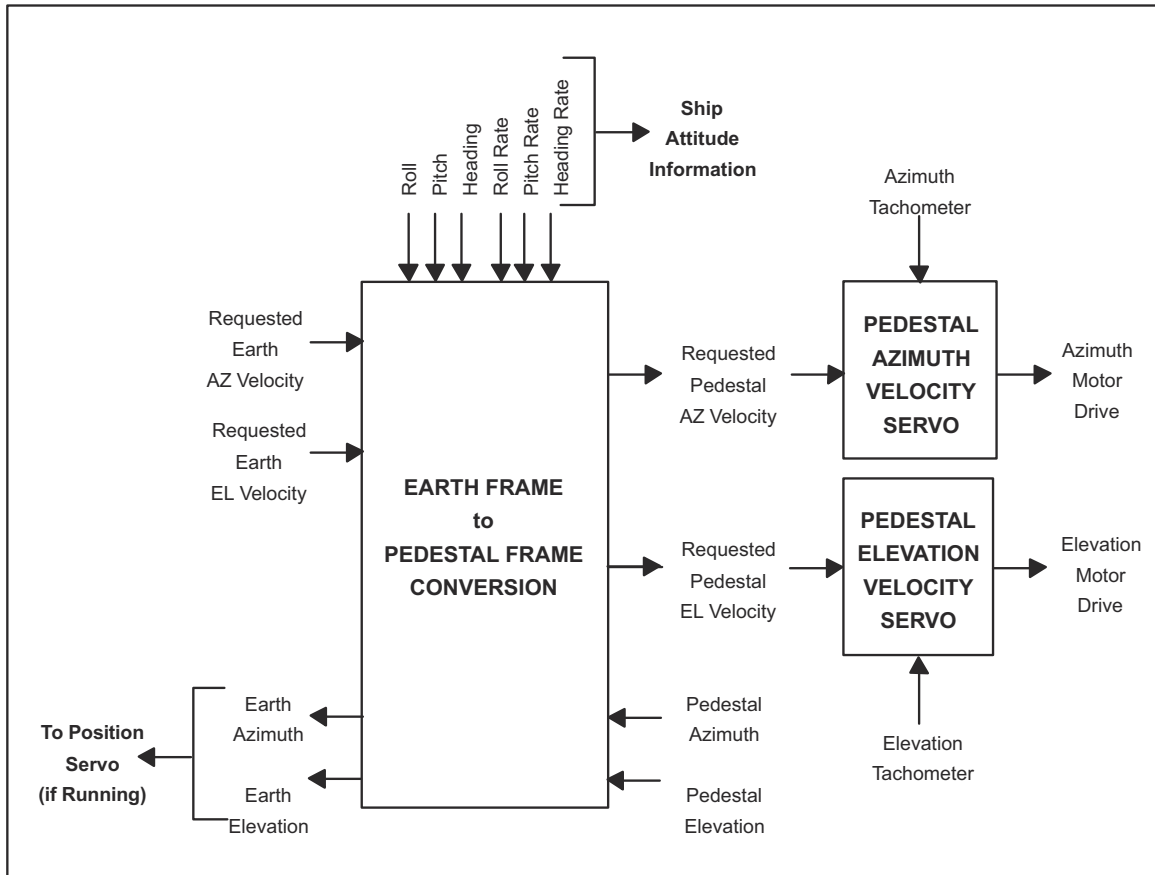 Roll
Pitch
Heading
Roll Rate
Pitch Rate
Heading Rate
Ship
Attitude
Information
Azimuth
Tachometer
Requested
Earth
AZ Velocity
Requested
Earth
EL Velocity
EARTH FRAME
to
PEDESTAL FRAME
CONVERSION
Requested
Pedestal
AZ Velocity
PEDESTAL
AZIMUTH
VELOCITY
SERVO
Azimuth
Motor
Drive
Requested
Pedestal
EL Velocity
PEDESTAL
ELEVATION
VELOCITY
SERVO
Elevation
Motor
Drive
To Position
Servo
(if Running)
Earth
Azimuth
Earth
Elevation
Pedestal
Azimuth
Pedestal
Elevation
Elevation
Tachometer